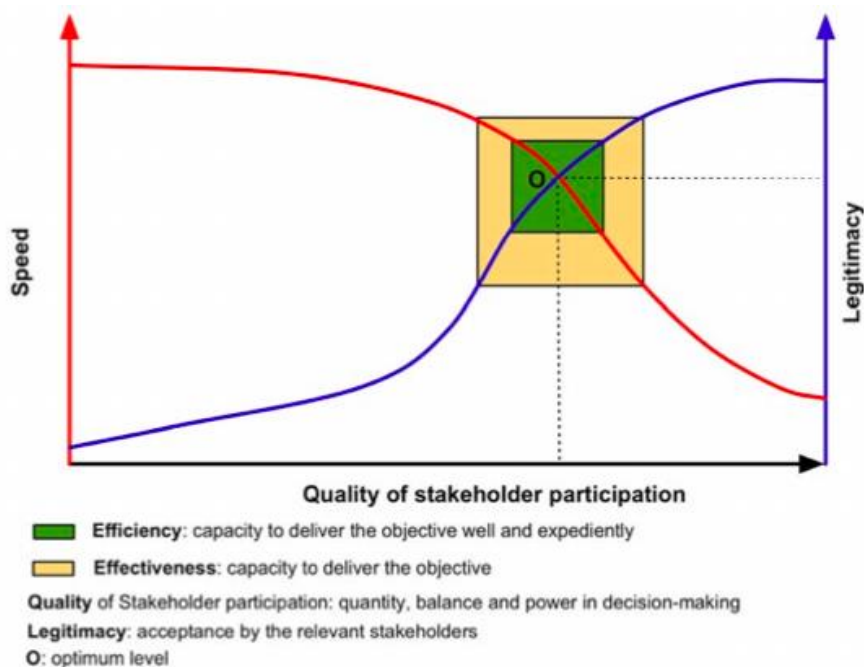 Speed
O
Legitimacy
Quality of stakeholder participation
Efficiency: capacity to deliver the objective well and expediently
Effectiveness: capacity to deliver the objective
Quality of Stakeholder participation: quantity, balance and power in decision-making
Legitimacy: acceptance by the relevant stakeholders
O: optimum level